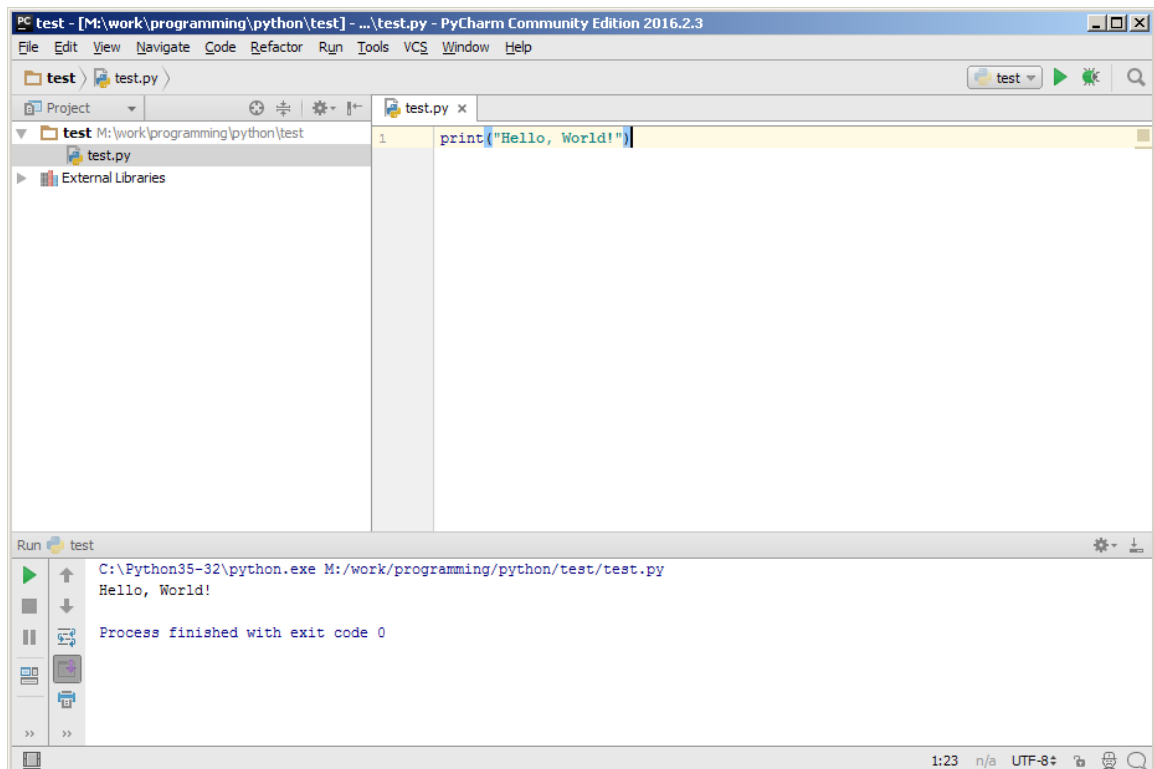 PC test - [M:\work\programming\python\test] - ...\test.py - PyCharm Community Edition 2016.2.3
File Edit View Navigate Code Refactor Run Tools VCS Window Help
test test.py test
Project
test.py
test M:\work\programming\python\test
test.py
External Libraries
1 print("Hello, World!")
Run test
C:\Python35-32\python.exe M:/work/programming/python/test/test.py
Hello, World!
Process finished with exit code 0
1:23 n/a UTF-8